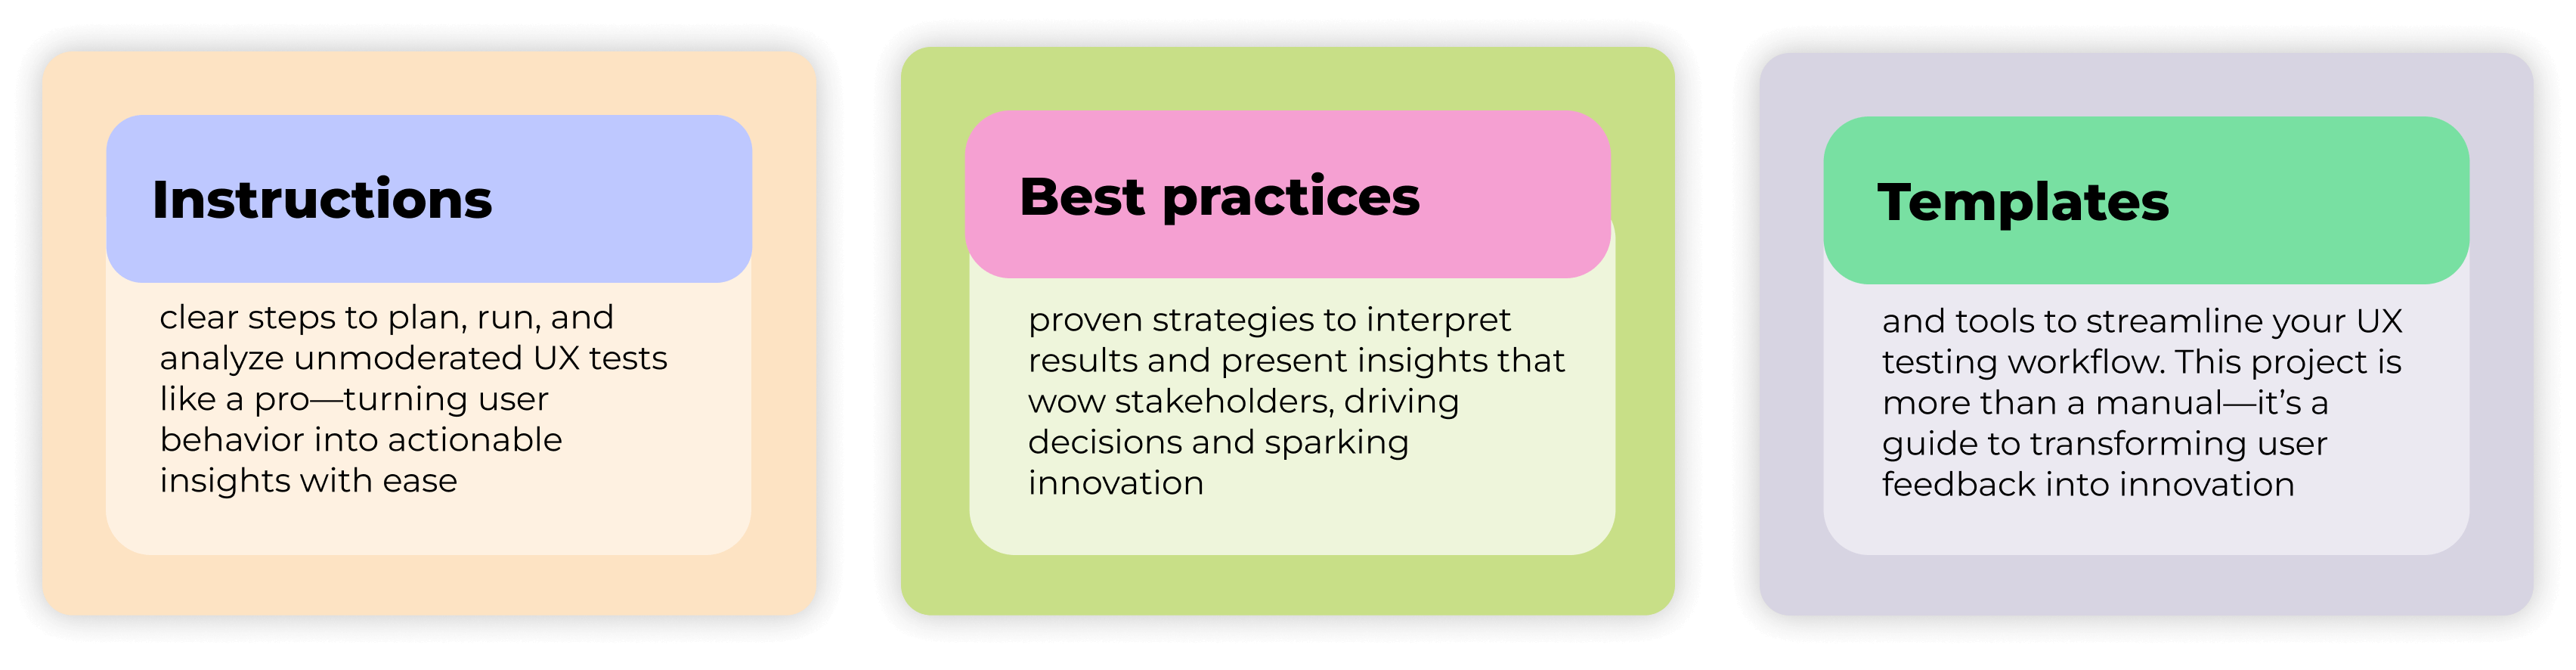 Instructions
clear steps to plan, run, and
analyze unmoderated UX tests
like a pro—turning user
behavior into actionable
insights with ease
Best practices
proven strategies to interpret
results and present insights that
wow stakeholders, driving
decisions and sparking
innovation
Templates
and tools to streamline your UX
testing workflow. This project is
more than a manual—it’s a
guide to transforming user
feedback into innovation